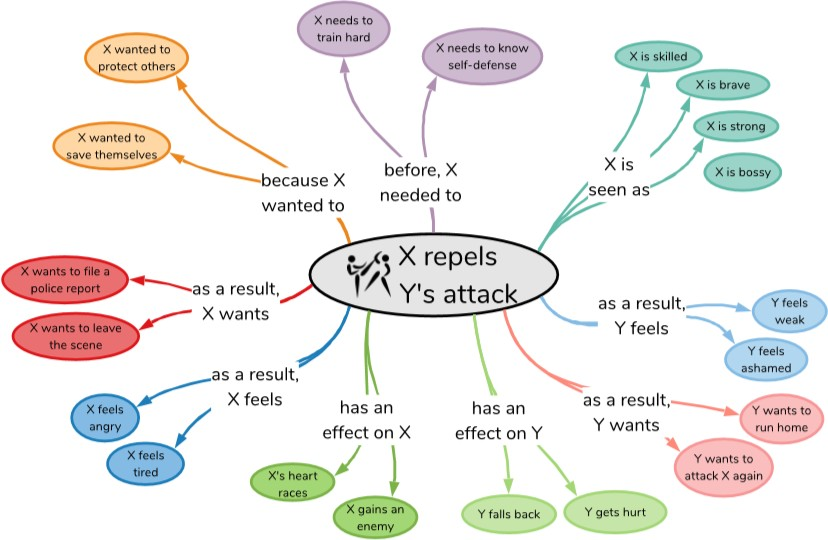 X needs to
train hard
X wanted to
protect others
X needs to know
self-defense
X is skilled
X is brave
X is strong
X is bossy
X wanted to
save themselves
because X
wanted to
before, X
needed to
X is
seen as
X repels
Y's attack
X wants to file a
police report
X wants to leave
the scene
as a result,
X wants
as a result,
Y feels
Y feels
weak
Y feels
ashamed
as a result,
X feels
X feels
angry
X feels
tired
has an
effect on X
X's heart
races
X gains an
enemy
has an
effect on Y
Y falls back
Y gets hurt
as a result,
Y wants
Y wants to
run home
Y wants to
attack X again